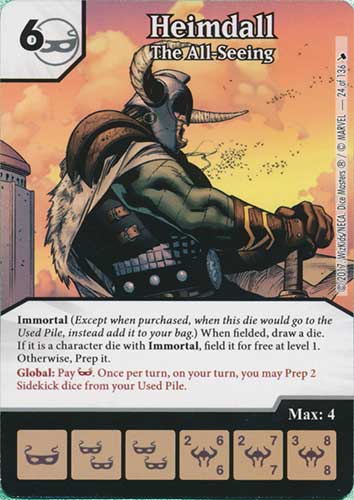 6
Heimdall
The All-Seeing
© 2017 WizKids/NECA. Dice Masters ® / © MARVEL — 24 of 136
Immortal (Except when purchased, when this die would go to the
Used Pile, instead add it to your bag.) When fielded, draw a die.
If it is a character die with Immortal, field it for free at level 1.
Otherwise, Prep it.
Global: Pay . Once per turn, on your turn, you may Prep 2
Sidekick dice from your Used Pile.
Max: 4
2 6 6
2 7 7
3 8 8